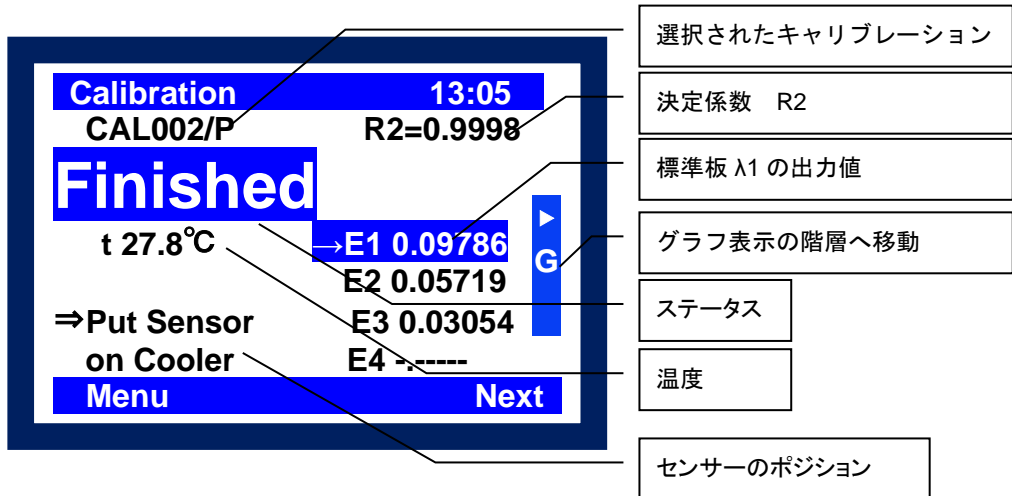 Calibration 13:05
CAL002/P R2=0.9998
Finished
t 27.8℃ →E1 0.09786
E2 0.05719
⇒Put Sensor E3 0.03054
on Cooler E4 -.-----
Menu Next
▶
G
選択されたキャリブレーション
決定係数 R2
標準板 λ1 の出力値
グラフ表示の階層へ移動
ステータス
温度
センサーのポジション